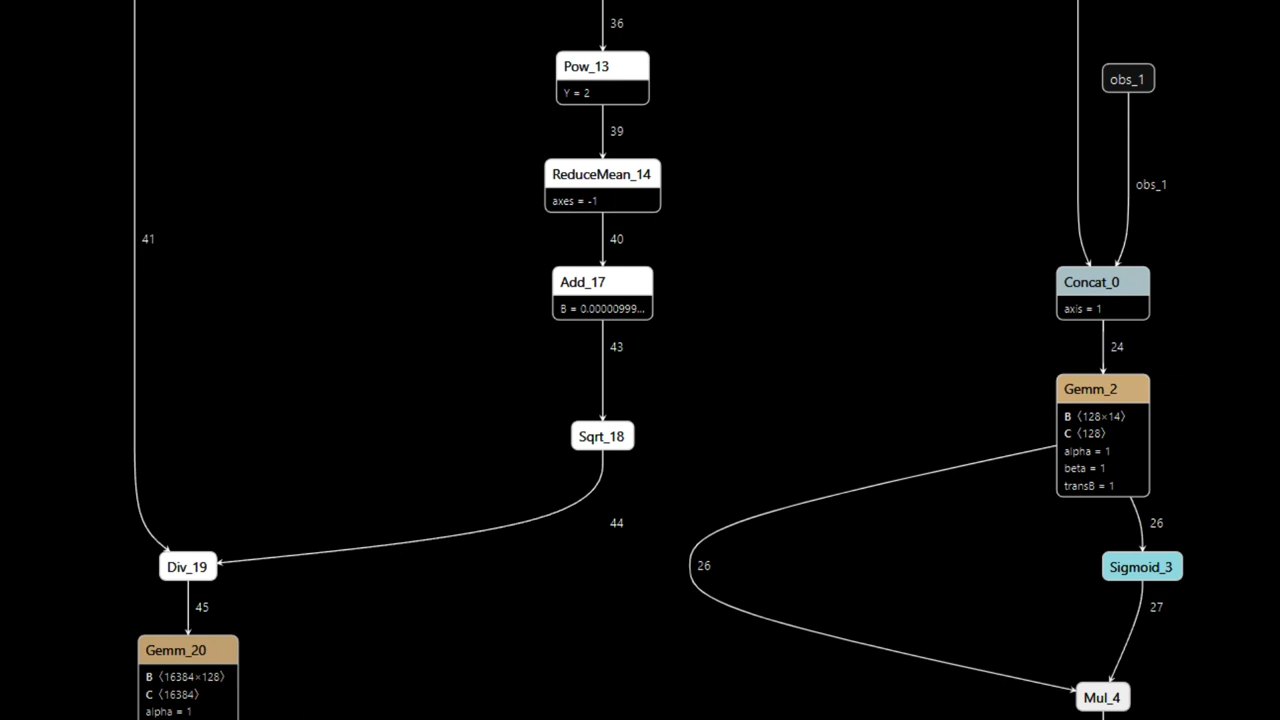 36
Pow_13
Y = 2
39
ReduceMean_14
axes = -1
40
Add_17
B = 0.00000999...
43
Sqrt_18
44
41
Div_19
45
Gemm_20
B ⟨16384×128⟩
C ⟨16384⟩
alpha = 1
obs_1
obs_1
Concat_0
axis = 1
24
Gemm_2
B ⟨128×14⟩
C ⟨128⟩
alpha = 1
beta = 1
transB = 1
26
Sigmoid_3
26
27
Mul_4